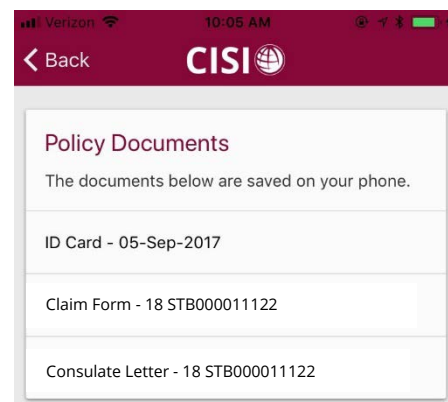 Verizon 10:05 AM
Back CISI
Policy Documents
The documents below are saved on your phone.
ID Card - 05-Sep-2017
Claim Form - 18 STB000011122
Consulate Letter - 18 STB000011122